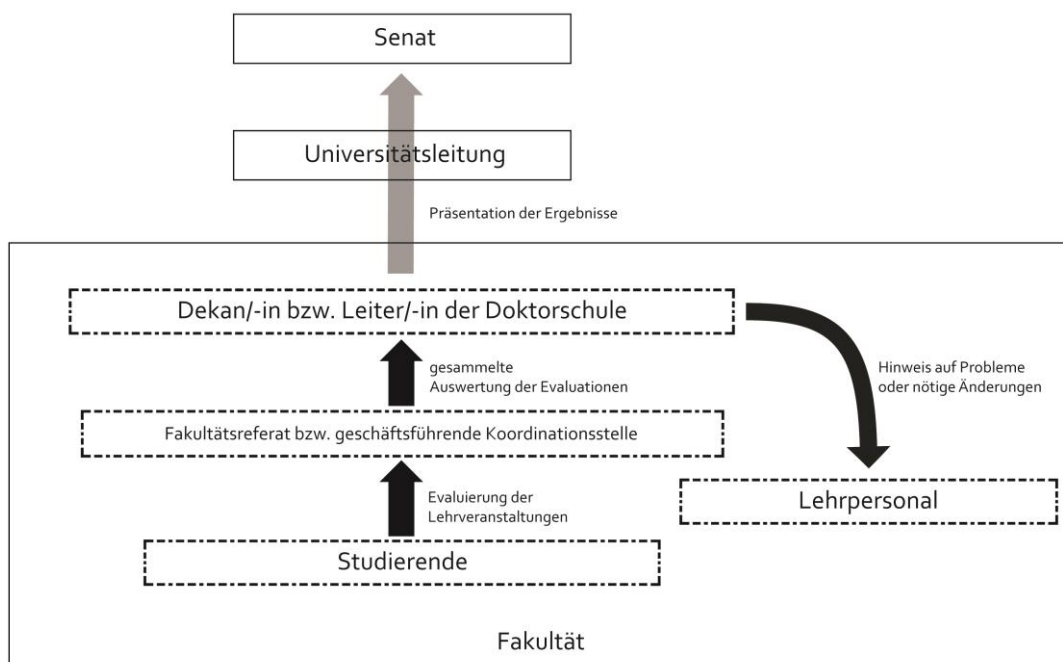 Senat
Universitätsleitung
Präsentation der Ergebnisse
Dekan/-in bzw. Leiter/-in der Doktorschule
gesammelte
Auswertung der Evaluationen
Hinweis auf Probleme
oder nötige Änderungen
Fakultätsreferat bzw. geschäftsführende Koordinationsstelle
Evaluierung der
Lehrveranstaltungen
Lehrpersonal
Studierende
Fakultät